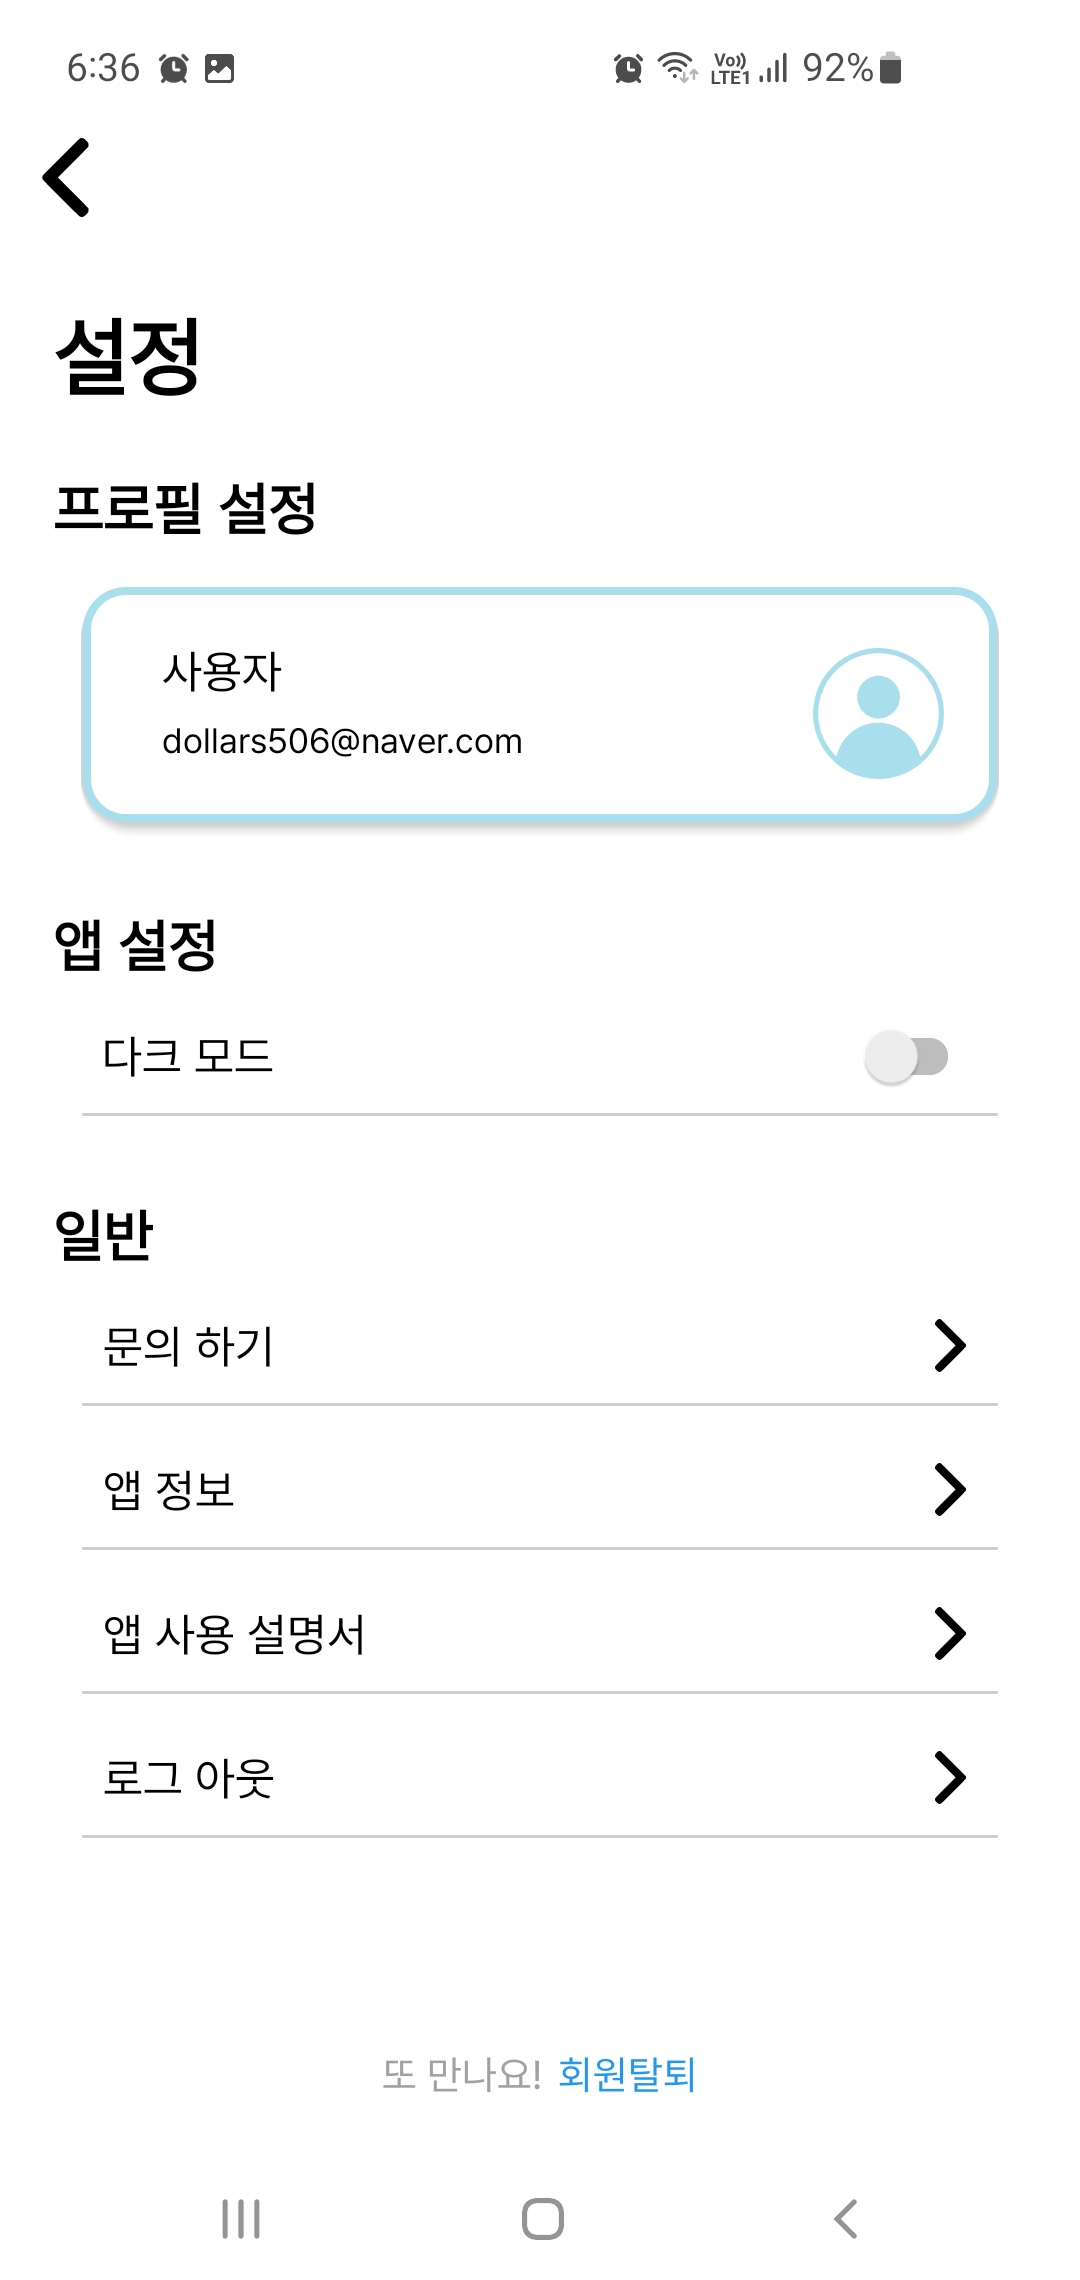 6:36 Vo)) LTE1 92%
설정
프로필 설정
사용자
dollars506@naver.com
앱 설정
다크 모드
일반
문의 하기
앱 정보
앱 사용 설명서
로그 아웃
또 만나요! 회원탈퇴